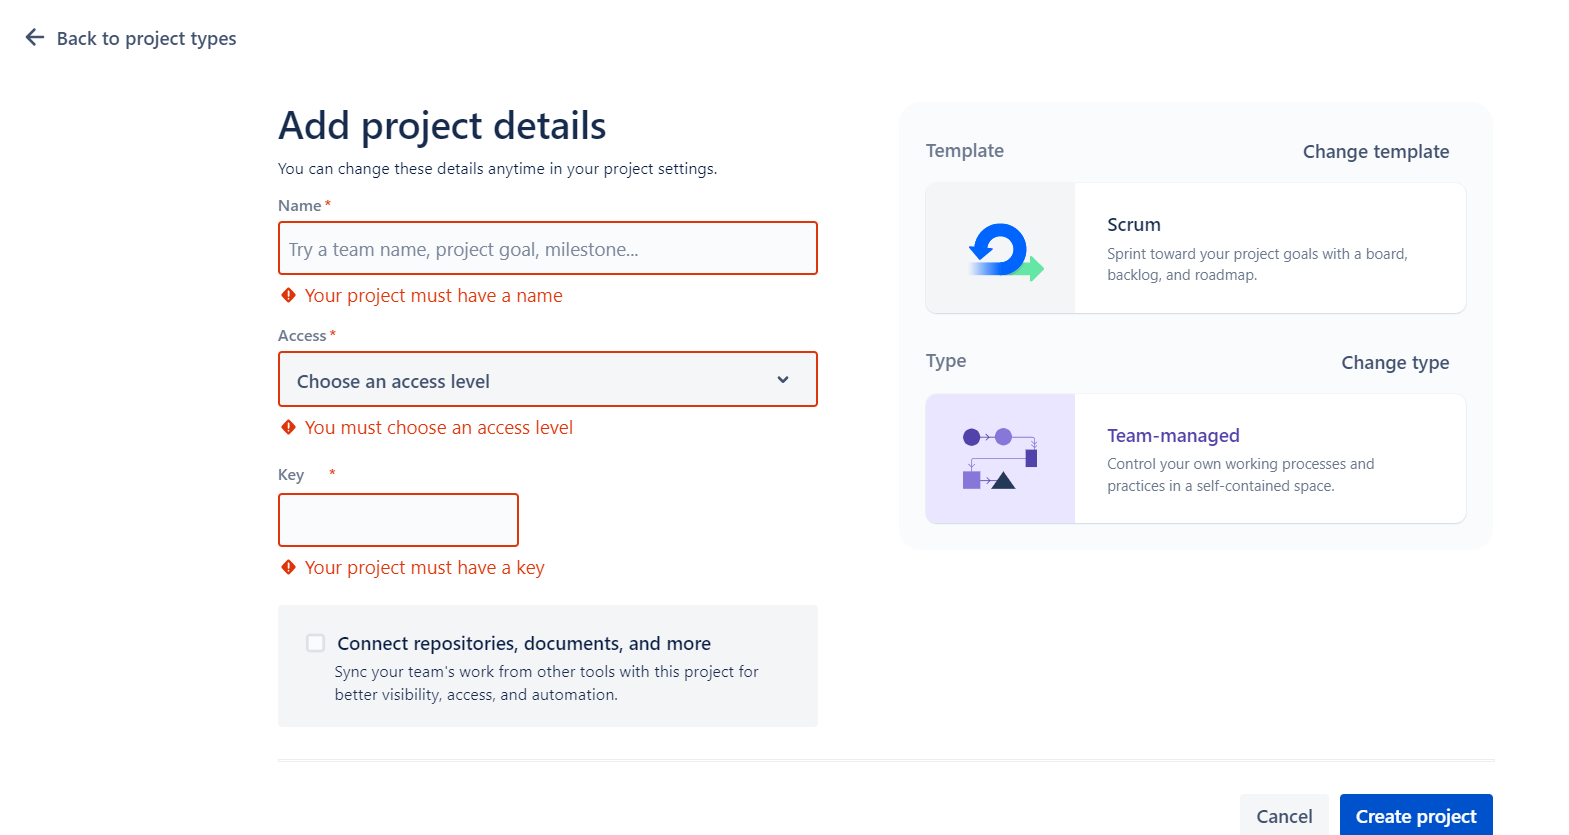 Back to project types
Add project details
You can change these details anytime in your project settings.
Name *
Try a team name, project goal, milestone...
Your project must have a name
Access *
Choose an access level
You must choose an access level
Key *
Your project must have a key
Connect repositories, documents, and more
Sync your team's work from other tools with this project for
better visibility, access, and automation.
Template
Change template
Scrum
Sprint toward your project goals with a board,
backlog, and roadmap.
Type
Change type
Team-managed
Control your own working processes and
practices in a self-contained space.
Cancel
Create project